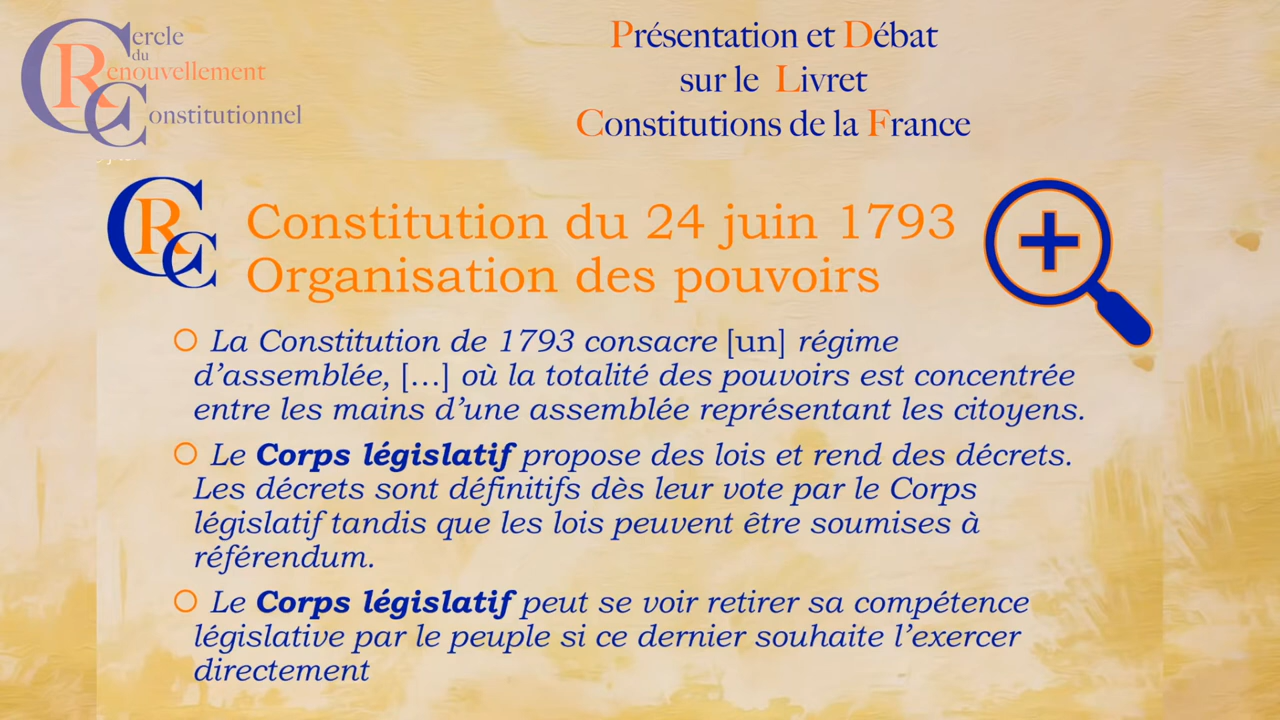 Cercle
du
Renouvellement
Constitutionnel
Présentation et Débat
sur le Livret
Constitutions de la France
CRC
Constitution du 24 juin 1793
Organisation des pouvoirs
La Constitution de 1793 consacre [un] régime
d'assemblée, […] où la totalité des pouvoirs est concentrée
entre les mains d'une assemblée représentant les citoyens.
Le Corps législatif propose des lois et rend des décrets.
Les décrets sont définitifs dès leur vote par le Corps
législatif tandis que les lois peuvent être soumises à
référendum.
Le Corps législatif peut se voir retirer sa compétence
législative par le peuple si ce dernier souhaite l'exercer
directement